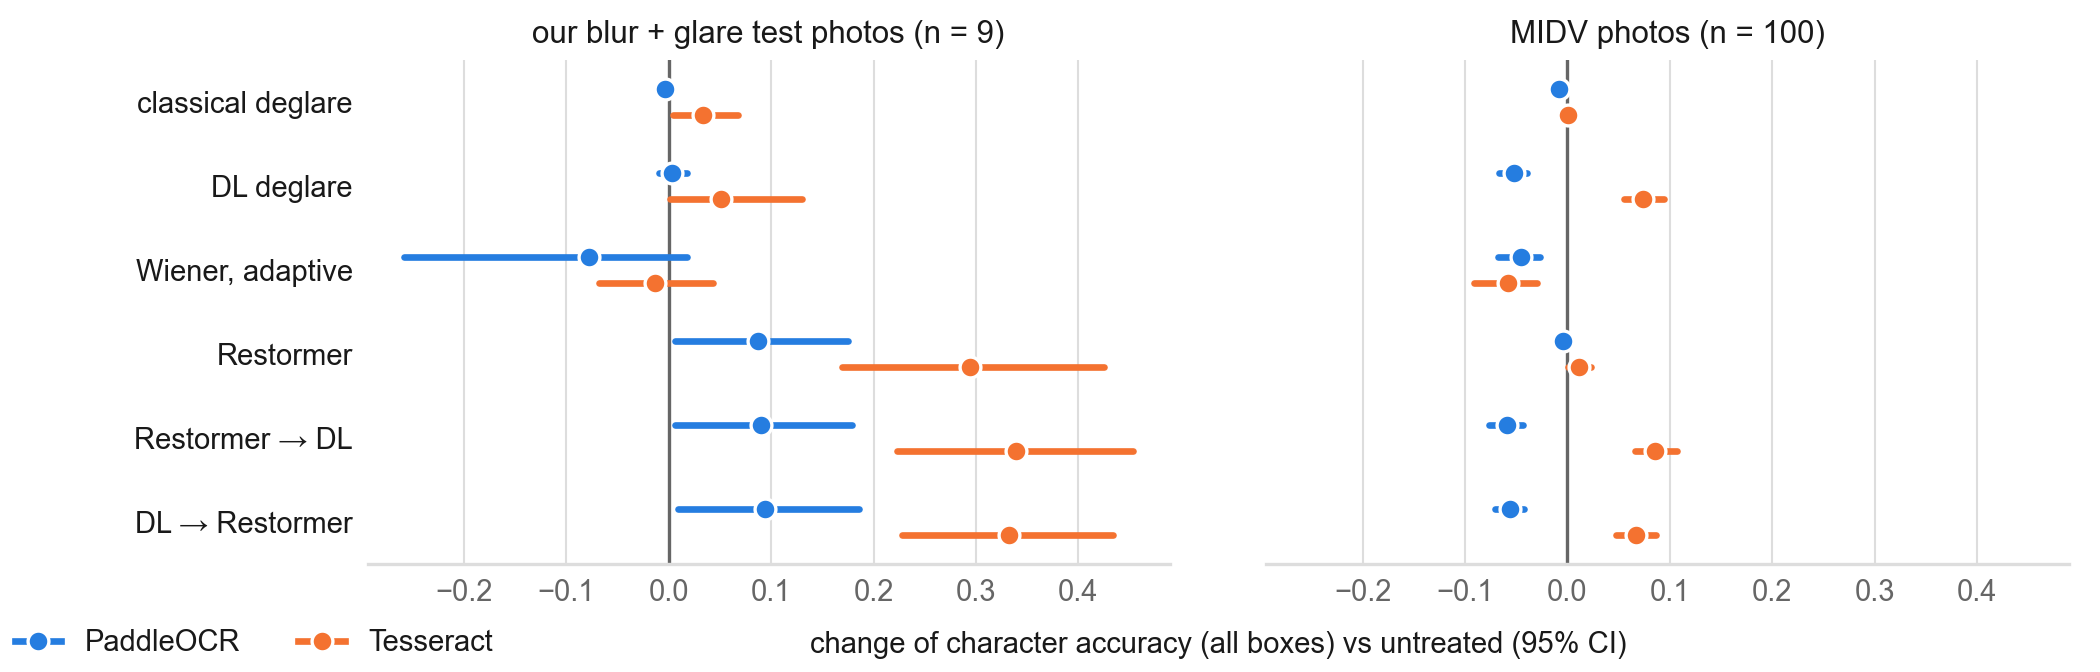 our blur + glare test photos (n = 9)
MIDV photos (n = 100)
classical deglare
DL deglare
Wiener, adaptive
Restormer
Restormer → DL
DL → Restormer
−0.2 −0.1 0.0 0.1 0.2 0.3 0.4
−0.2 −0.1 0.0 0.1 0.2 0.3 0.4
PaddleOCR
Tesseract
change of character accuracy (all boxes) vs untreated (95% CI)